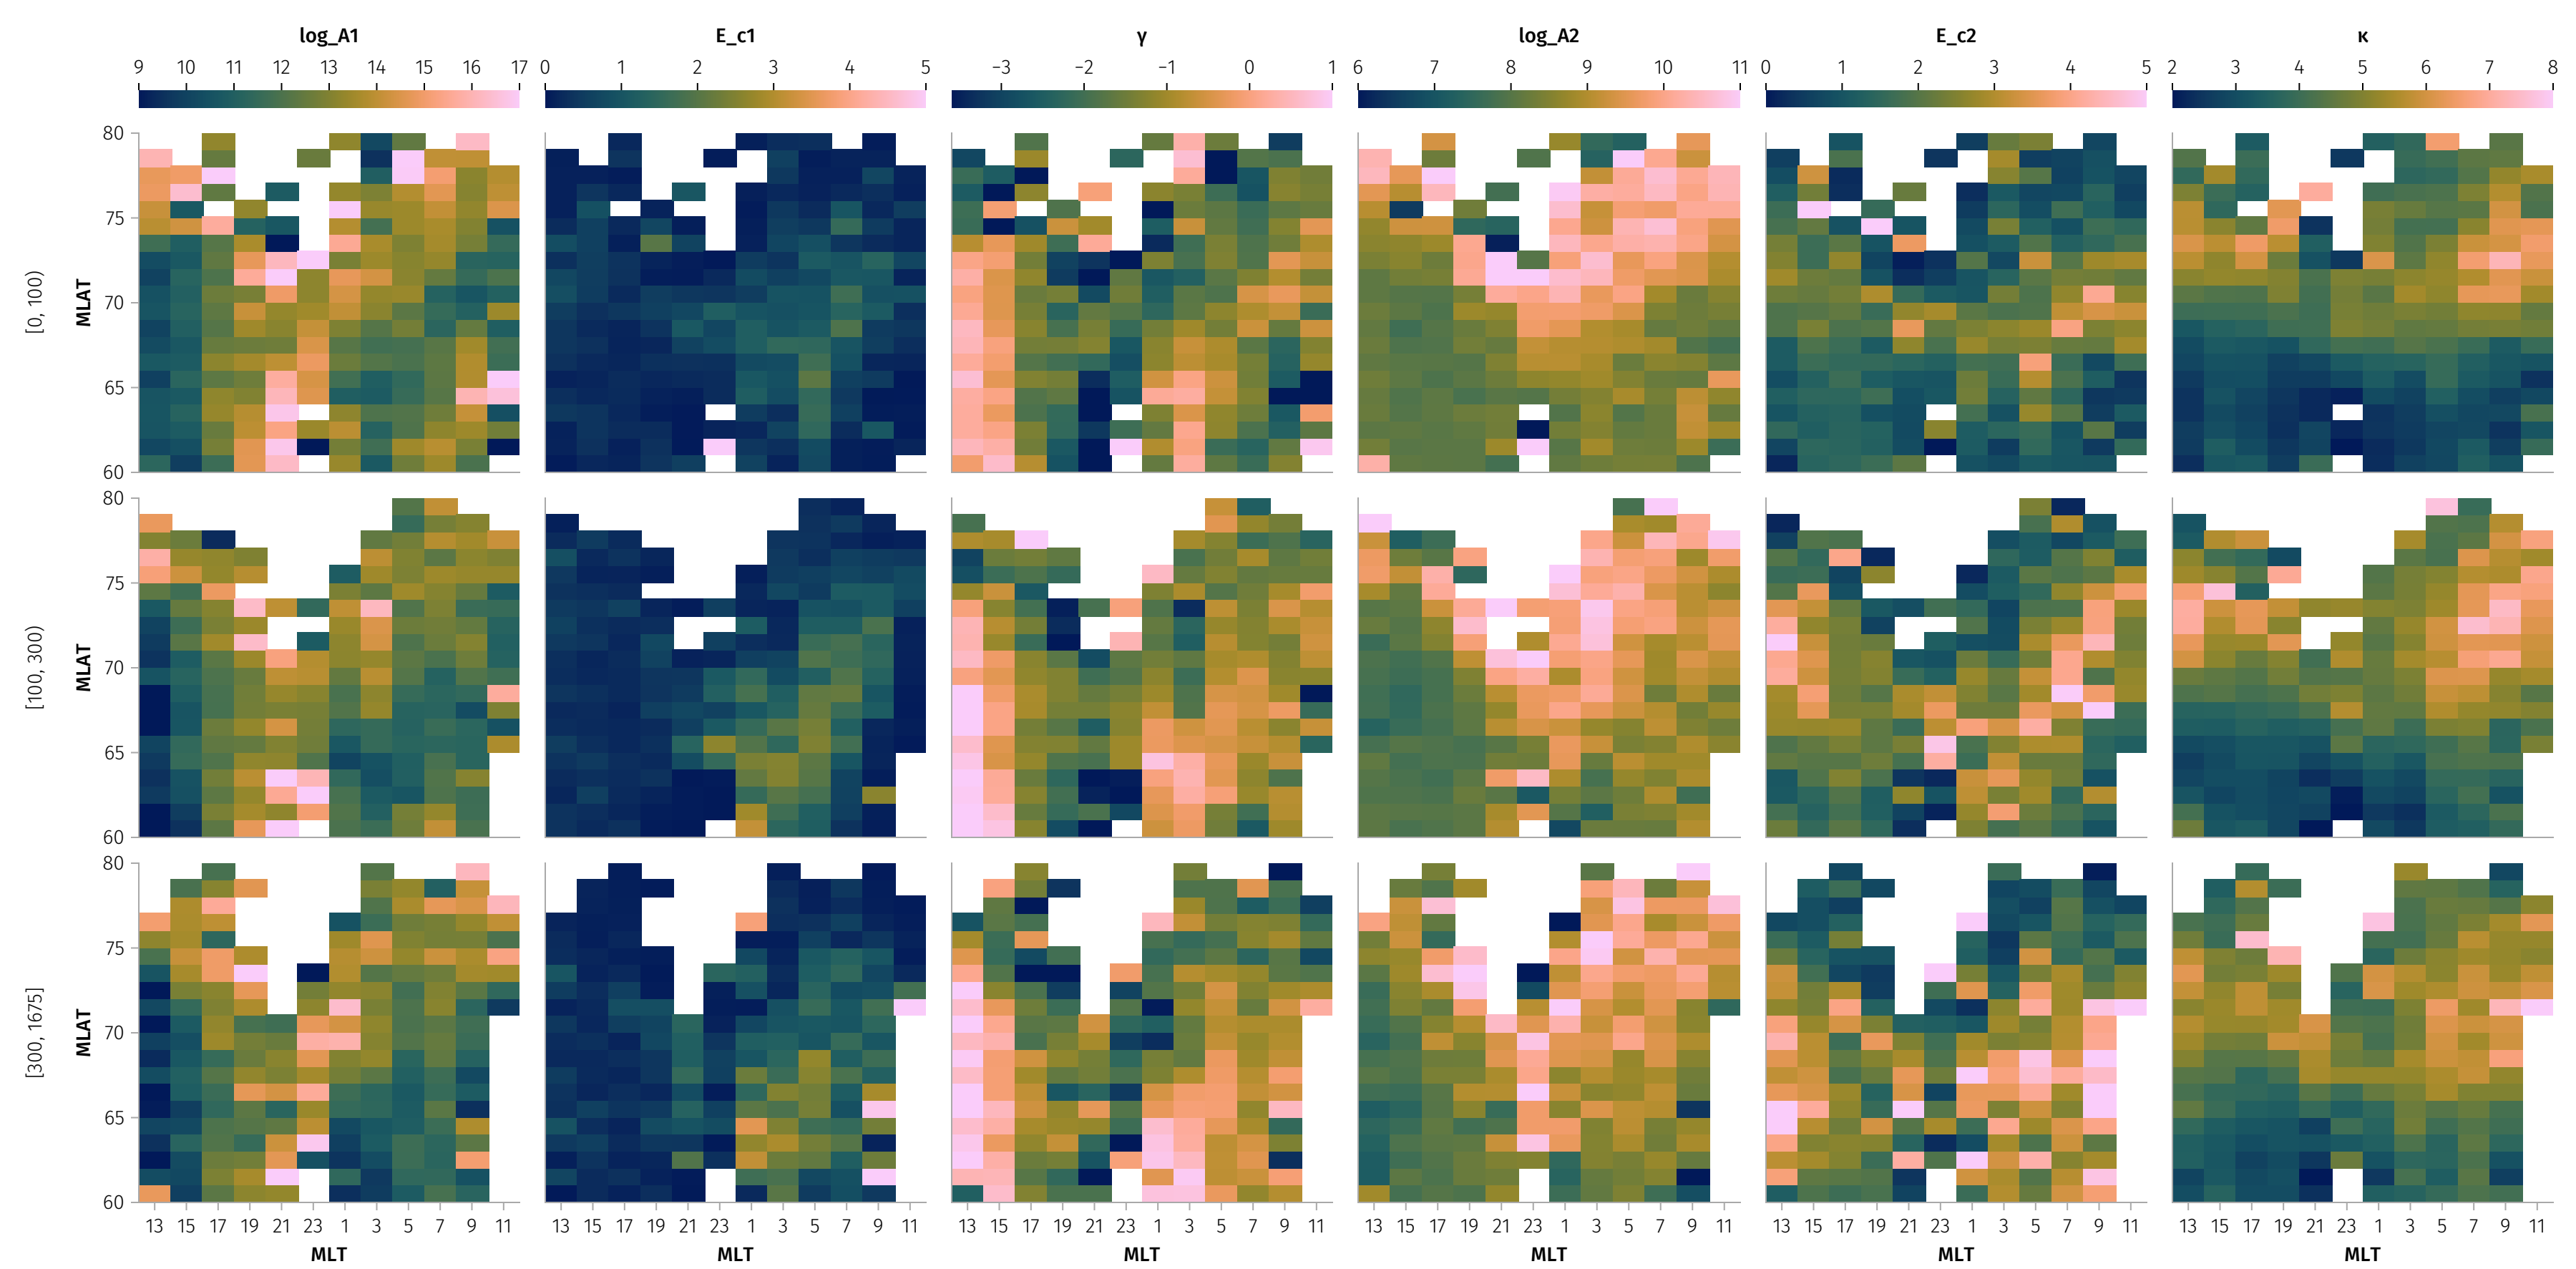 log_A1 E_c1 γ log_A2 E_c2 κ
9 10 11 12 13 14 15 16 17 0 1 2 3 4 5 −3 −2 −1 0 1 6 7 8 9 10 11 0 1 2 3 4 5 2 3 4 5 6 7 8
[0, 100)
MLAT
80
75
70
65
60
[100, 300)
MLAT
80
75
70
65
60
[300, 1675]
MLAT
80
75
70
65
60
13 15 17 19 21 23 1 3 5 7 9 11 13 15 17 19 21 23 1 3 5 7 9 11 13 15 17 19 21 23 1 3 5 7 9 11 13 15 17 19 21 23 1 3 5 7 9 11 13 15 17 19 21 23 1 3 5 7 9 11 13 15 17 19 21 23 1 3 5 7 9 11
MLT MLT MLT MLT MLT MLT